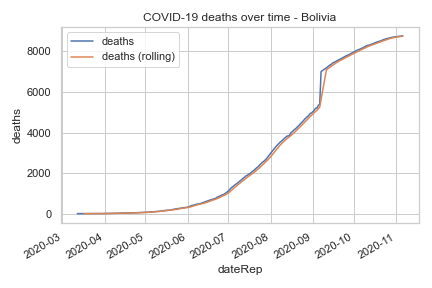 COVID-19 deaths over time - Bolivia
deaths
deaths (rolling)
8000
6000
4000
2000
0
deaths
2020-03
2020-04
2020-05
2020-06
2020-07
2020-08
2020-09
2020-10
2020-11
dateRep